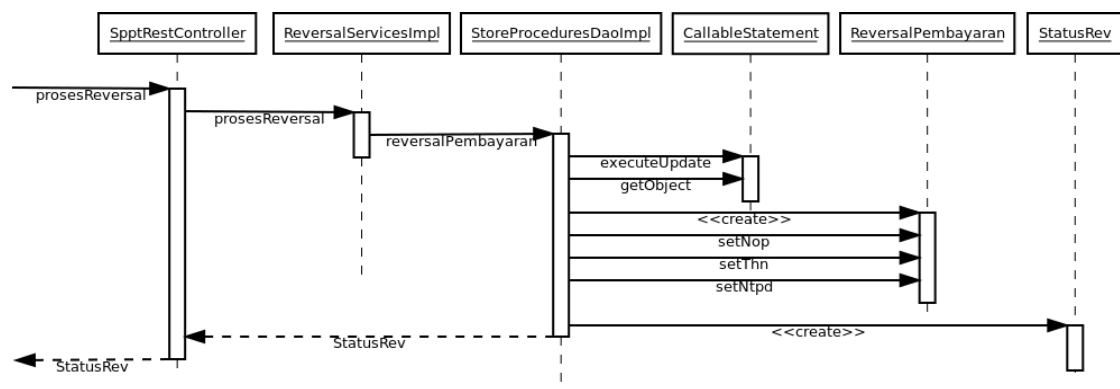 SpptRestController
ReversalServicesImpl
StoreProceduresDaoImpl
CallableStatement
ReversalPembayaran
StatusRev
prosesReversal
prosesReversal
reversalPembayaran
executeUpdate
getObject
<<create>>
setNop
setThn
setNtpd
<<create>>
StatusRev
StatusRev